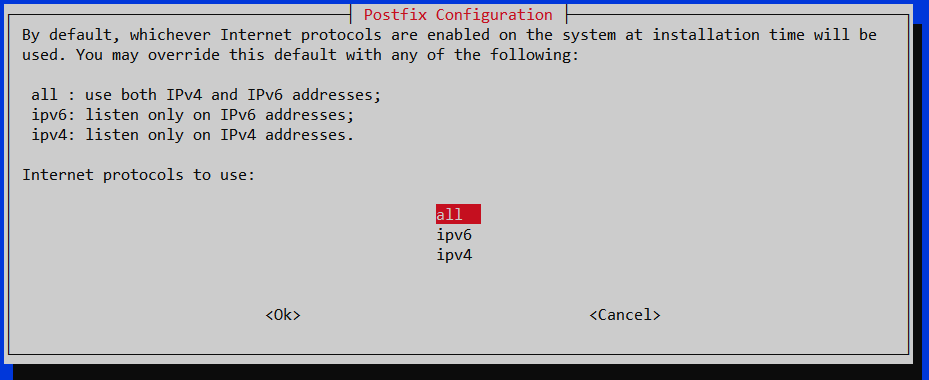 Postfix Configuration
By default, whichever Internet protocols are enabled on the system at installation time will be
used. You may override this default with any of the following:
all : use both IPv4 and IPv6 addresses;
ipv6: listen only on IPv6 addresses;
ipv4: listen only on IPv4 addresses.
Internet protocols to use:
all
ipv6
ipv4
<Ok> <Cancel>